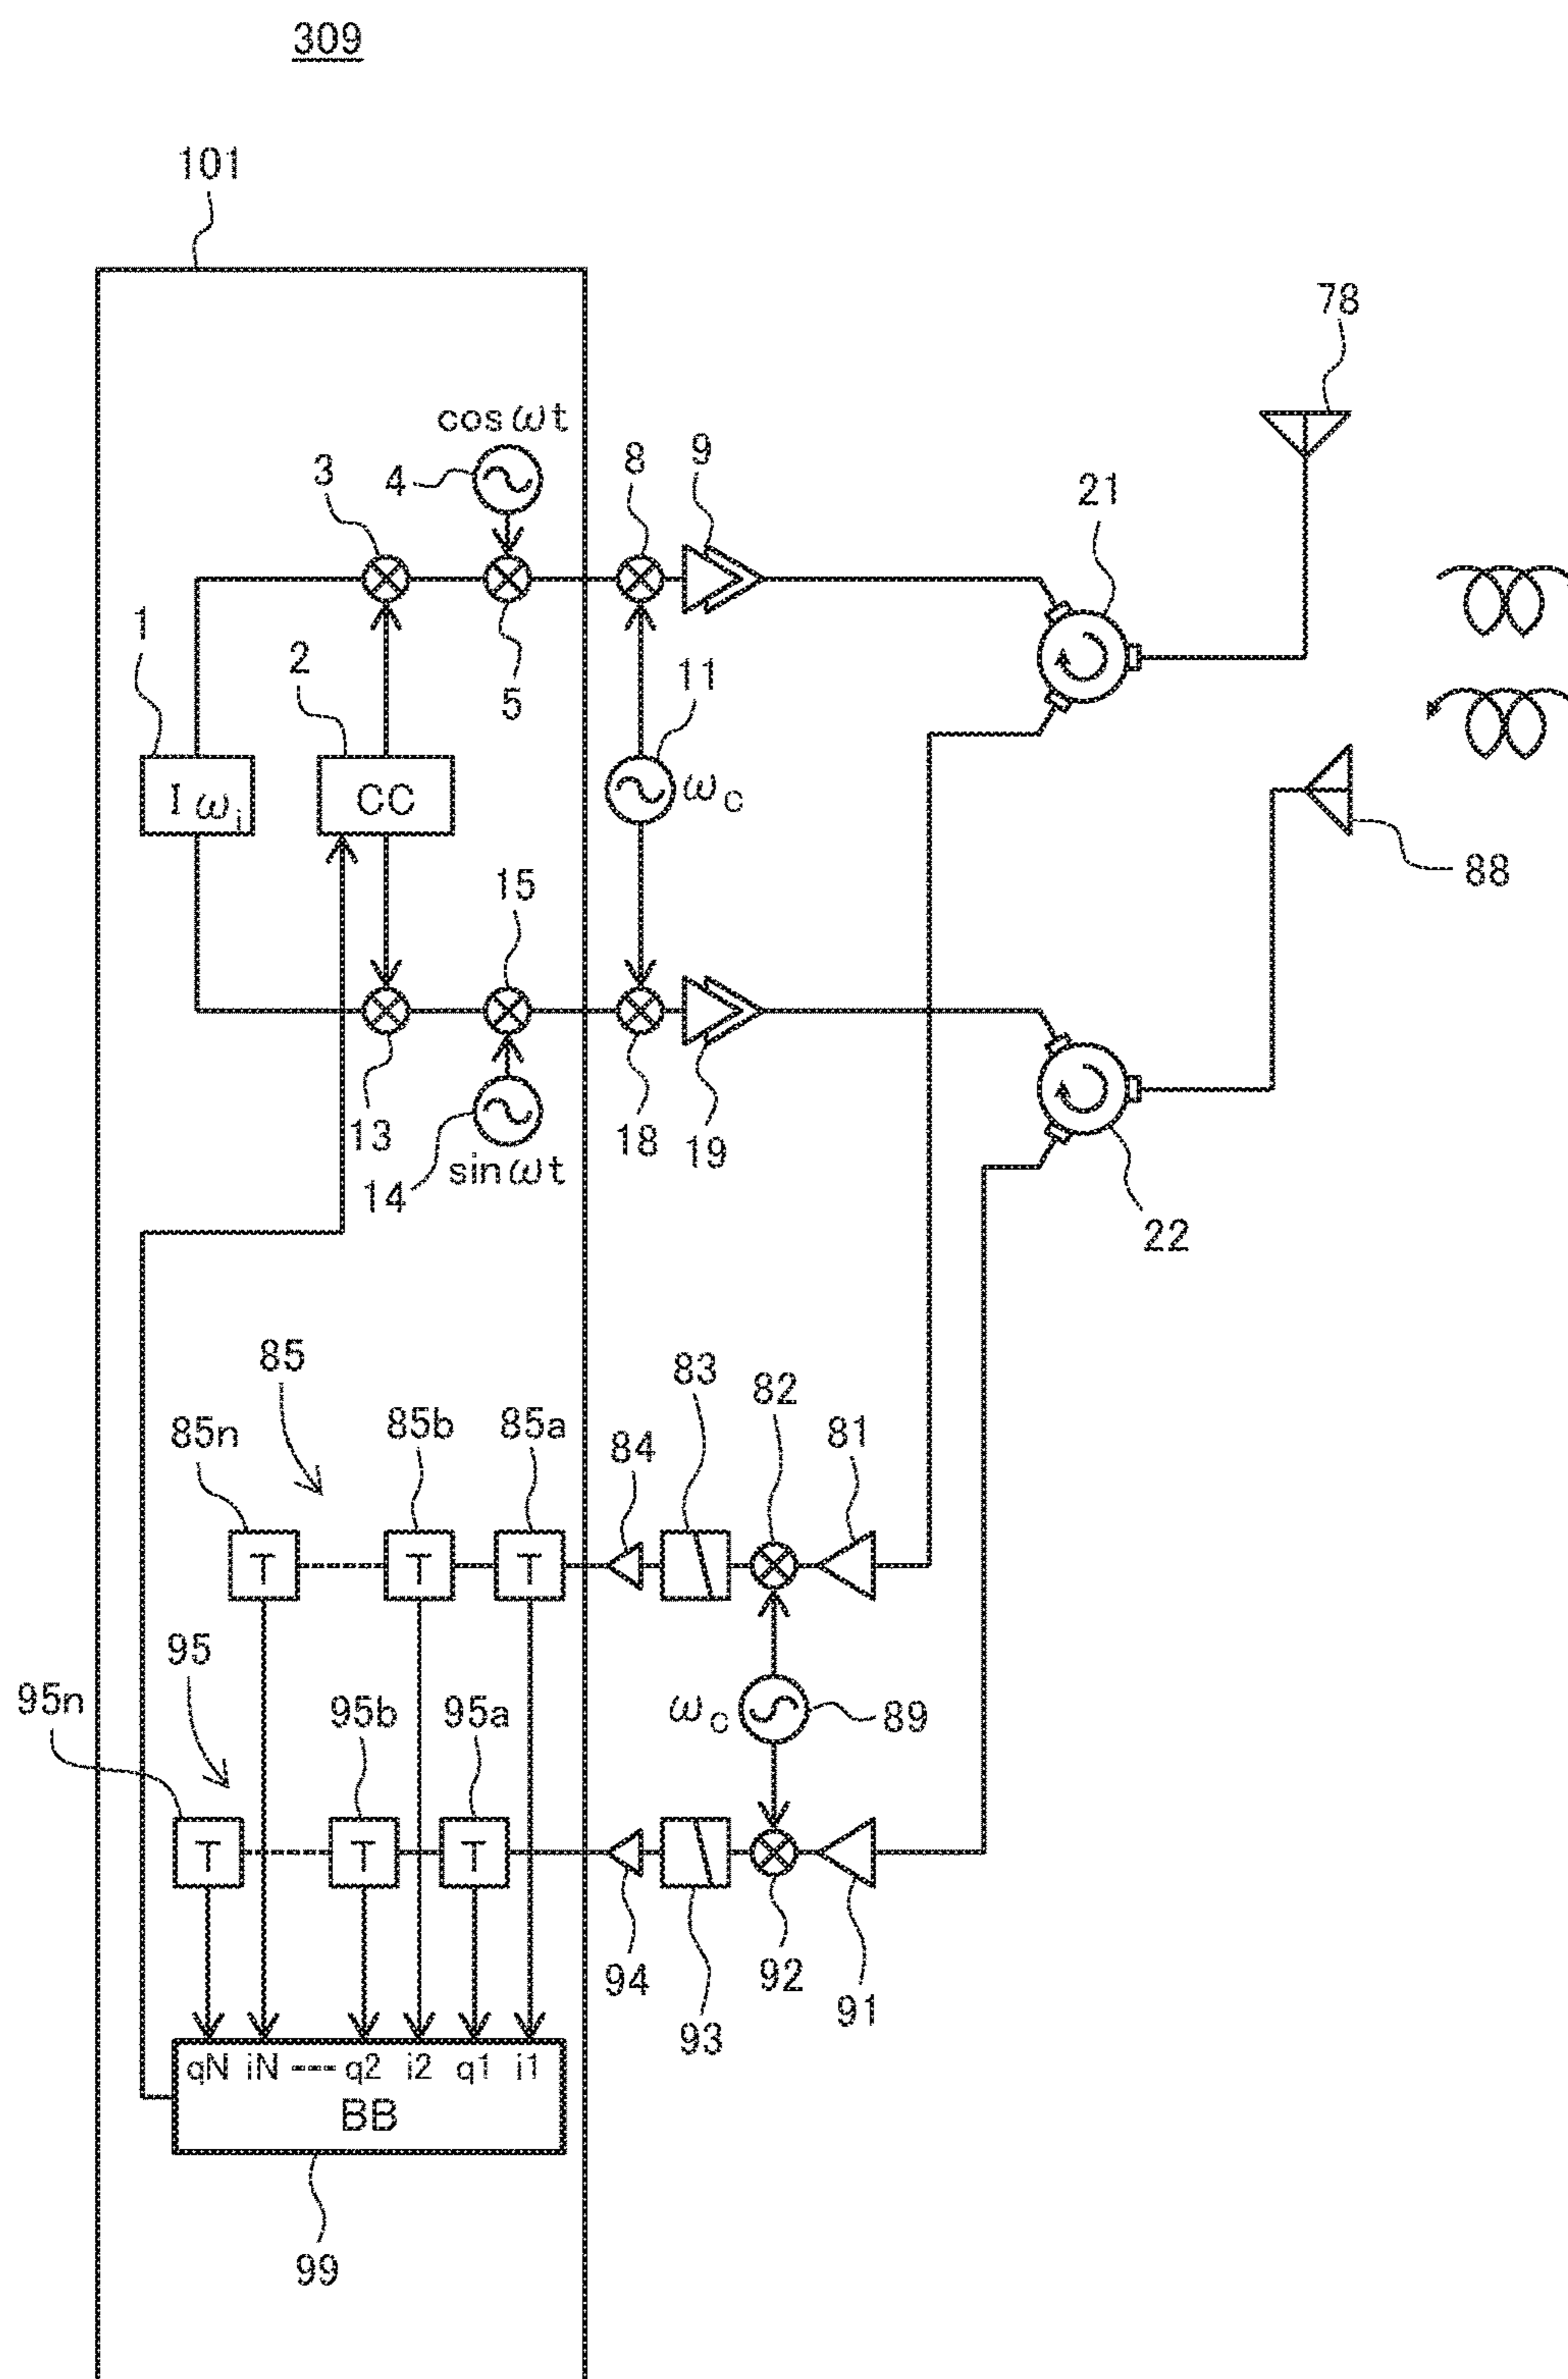 309
101
78
cos ωt
3
4
8
9
21
1
2
5
11
I ωi
CC
ωc
88
15
13
14
sin ωt
18
19
22
85
83
82
85n
85b
85a
84
81
T
T
T
95
95n
95b
95a
ωc
89
T
T
T
94
92
93
91
qN iN ---- q2 i2 q1 i1
BB
99